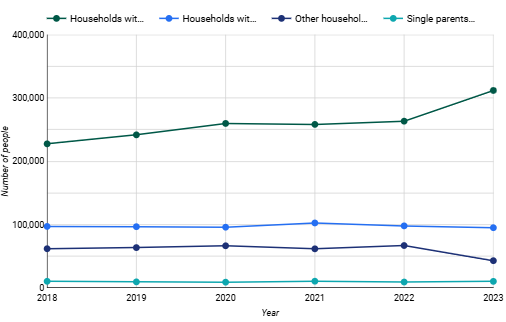 Households wit... Households wit... Other househol... Single parents...
400,000
300,000
200,000
100,000
0
Number of people
2018 2019 2020 2021 2022 2023
Year